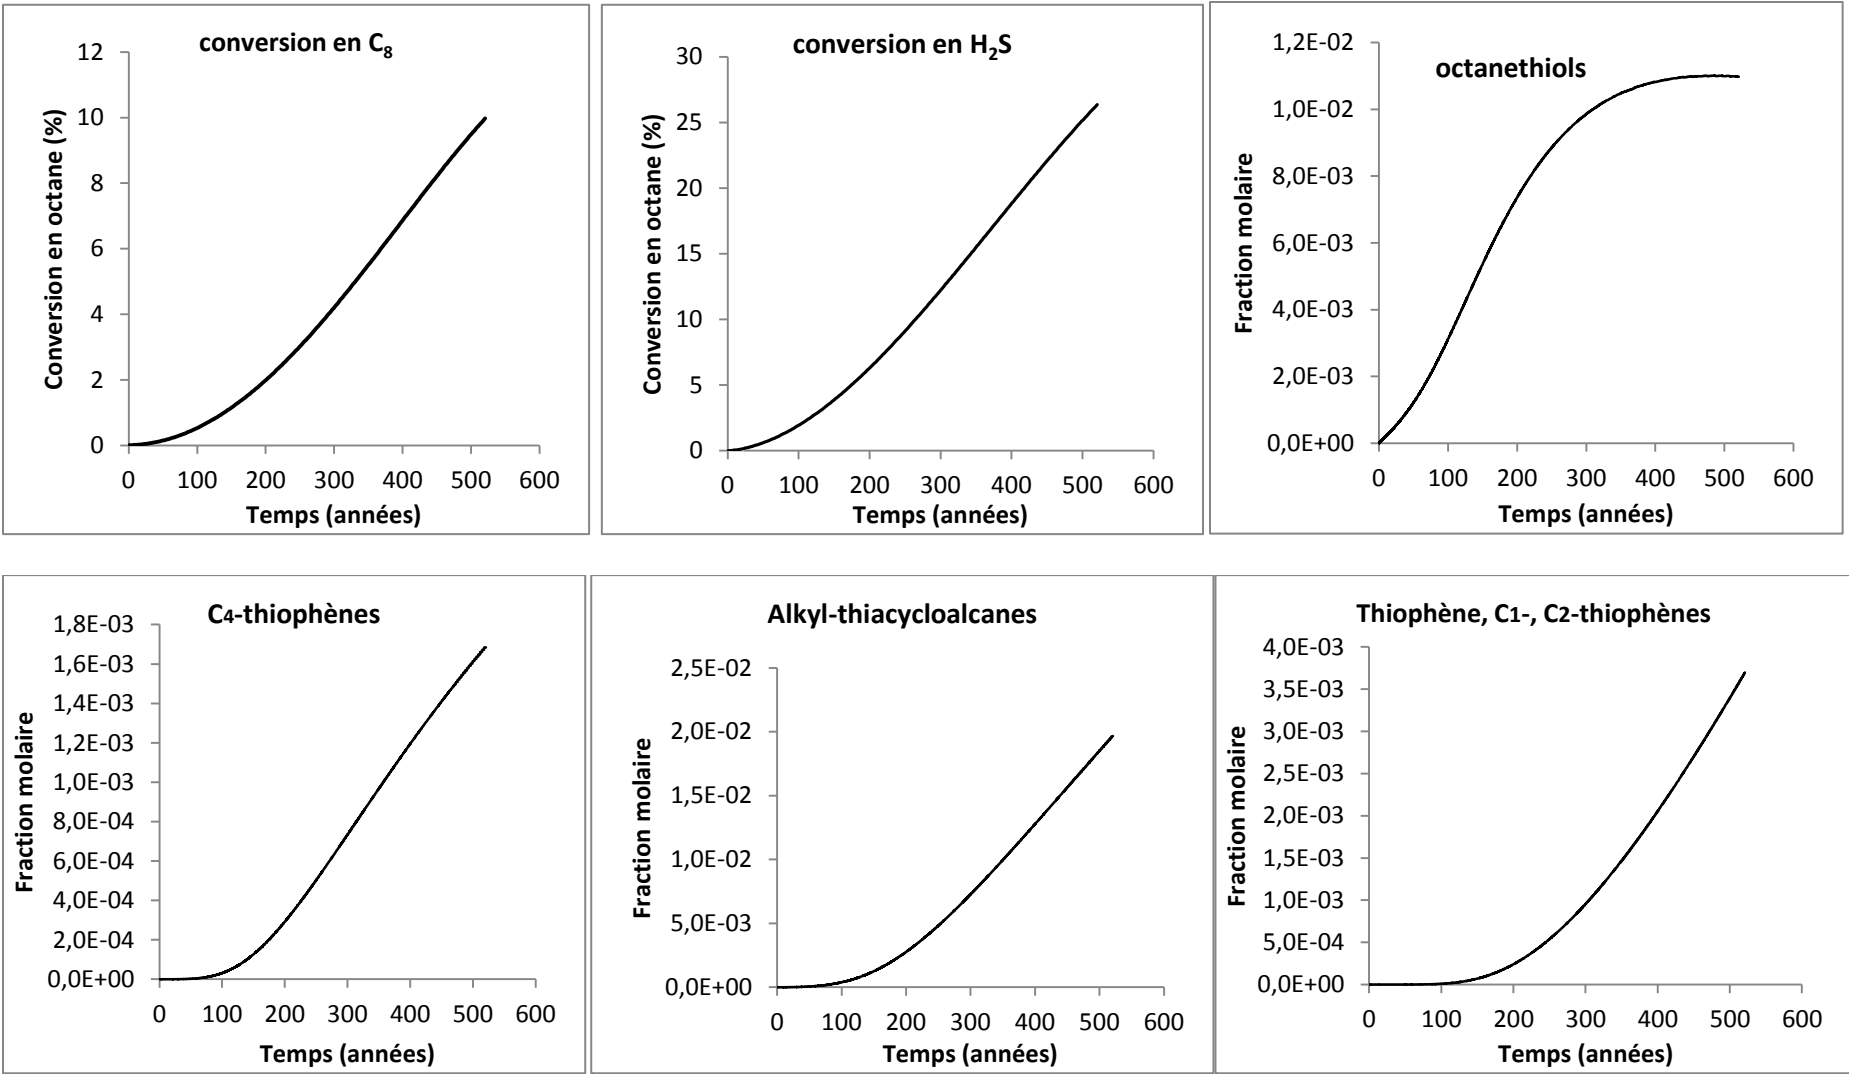 conversion en C8
Conversion en octane (%)
12
10
8
6
4
2
0
0 100 200 300 400 500 600
Temps (années)
conversion en H2S
Conversion en octane (%)
30
25
20
15
10
5
0
0 100 200 300 400 500 600
Temps (années)
octanethiols
Fraction molaire
1,2E-02
1,0E-02
8,0E-03
6,0E-03
4,0E-03
2,0E-03
0,0E+00
0 100 200 300 400 500 600
Temps (années)
C4-thiophènes
Fraction molaire
1,8E-03
1,6E-03
1,4E-03
1,2E-03
1,0E-03
8,0E-04
6,0E-04
4,0E-04
2,0E-04
0,0E+00
0 100 200 300 400 500 600
Temps (années)
Alkyl-thiacycloalcanes
Fraction molaire
2,5E-02
2,0E-02
1,5E-02
1,0E-02
5,0E-03
0,0E+00
0 100 200 300 400 500 600
Temps (années)
Thiophène, C1-, C2-thiophènes
Fraction molaire
4,0E-03
3,5E-03
3,0E-03
2,5E-03
2,0E-03
1,5E-03
1,0E-03
5,0E-04
0,0E+00
0 100 200 300 400 500 600
Temps (années)